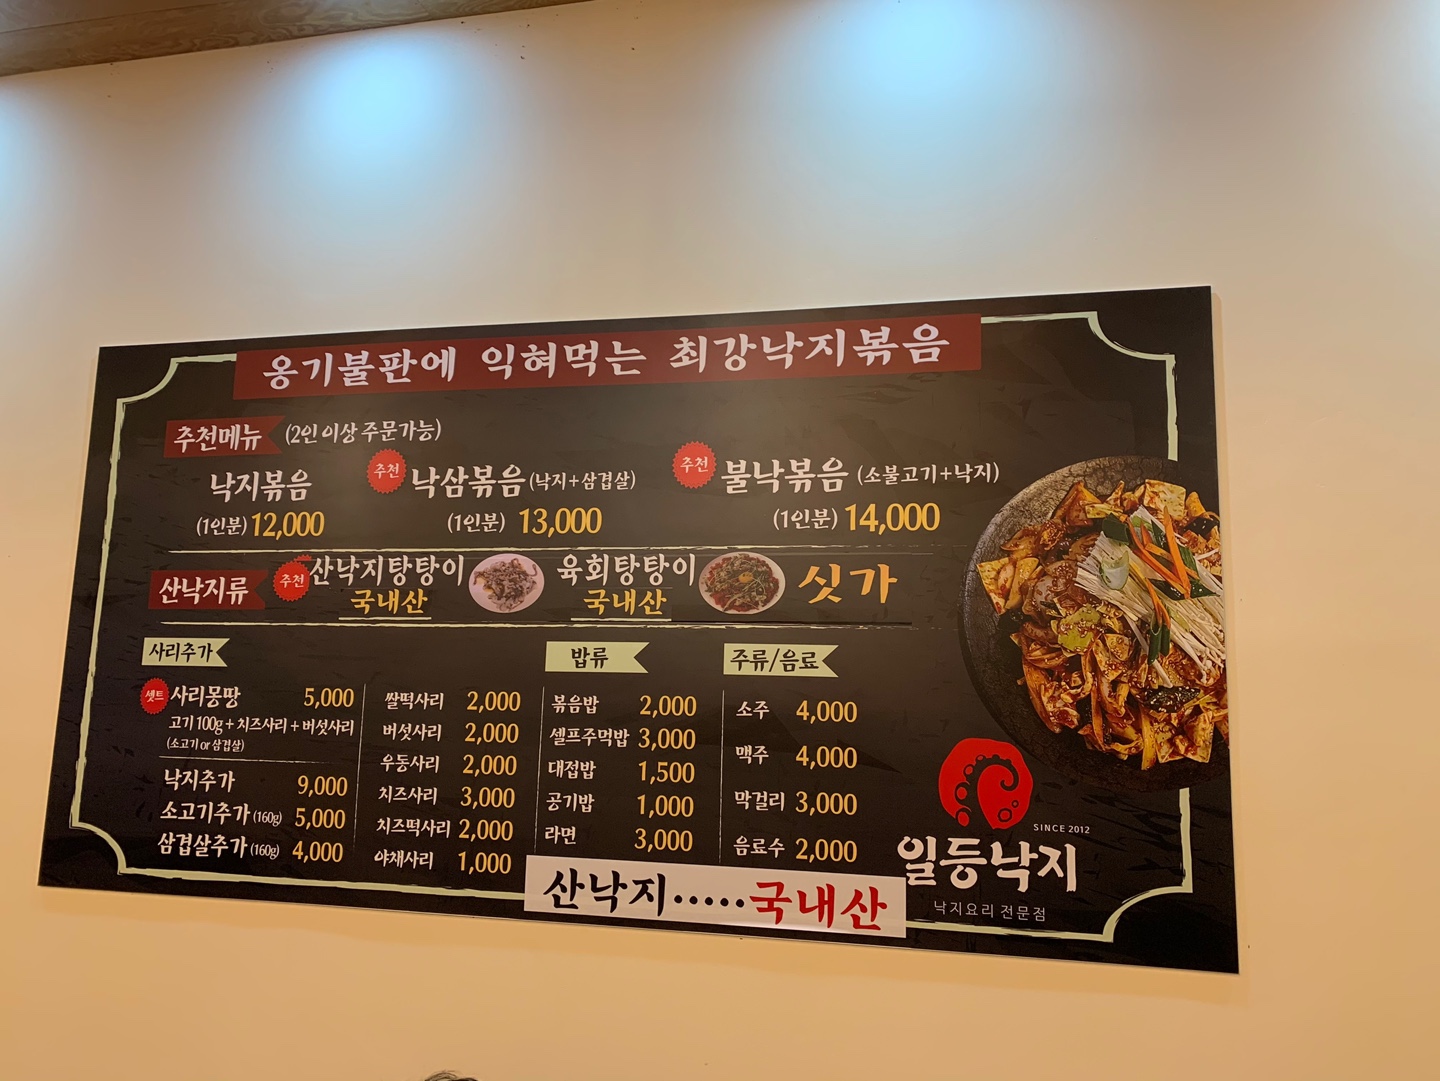 옹기불판에 익혀먹는 최강낙지볶음
추천메뉴 (2인 이상 주문가능)
낙지볶음
(1인분) 12,000
추천 낙삼볶음 (낙지+삼겹살)
(1인분) 13,000
추천 불낙볶음 (소불고기+낙지)
(1인분) 14,000
산낙지류
추천 산낙지탕탕이
국내산
육회탕탕이
국내산
싯가
사리추가
셋트 사리몽땅 5,000
고기 100g + 치즈사리 + 버섯사리
(소고기 or 삼겹살)
낙지추가 9,000
소고기추가 (160g) 5,000
삼겹살추가 (160g) 4,000
쌀떡사리 2,000
버섯사리 2,000
우동사리 2,000
치즈사리 3,000
치즈떡사리 2,000
야채사리 1,000
밥류
볶음밥 2,000
셀프주먹밥 3,000
대접밥 1,500
공기밥 1,000
라면 3,000
주류/음료
소주 4,000
맥주 4,000
막걸리 3,000
음료수 2,000
산낙지.....국내산
SINCE 2012
일등낙지
낙지요리 전문점